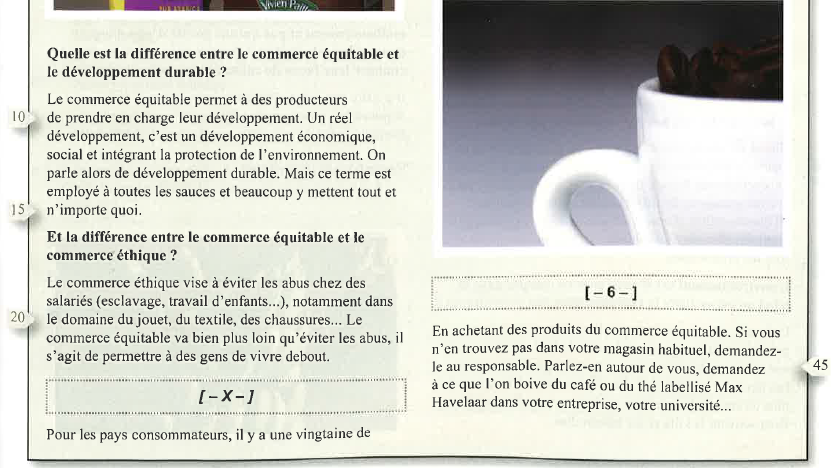 Vivien Paill
Quelle est la différence entre le commerce équitable et
le développement durable ?
Le commerce équitable permet à des producteurs
10 de prendre en charge leur développement. Un réel
développement, c'est un développement économique,
social et intégrant la protection de l'environnement. On
parle alors de développement durable. Mais ce terme est
employé à toutes les sauces et beaucoup y mettent tout et
15 n'importe quoi.
Et la différence entre le commerce équitable et le
commerce éthique ?
Le commerce éthique vise à éviter les abus chez des
salariés (esclavage, travail d'enfants...), notamment dans
20 le domaine du jouet, du textile, des chaussures... Le
commerce équitable va bien plus loin qu'éviter les abus, il
s'agit de permettre à des gens de vivre debout.
[ – X – ]
Pour les pays consommateurs, il y a une vingtaine de
[ – 6 – ]
En achetant des produits du commerce équitable. Si vous
n'en trouvez pas dans votre magasin habituel, demandez-
le au responsable. Parlez-en autour de vous, demandez 45
à ce que l'on boive du café ou du thé labellisé Max
Havelaar dans votre entreprise, votre université...